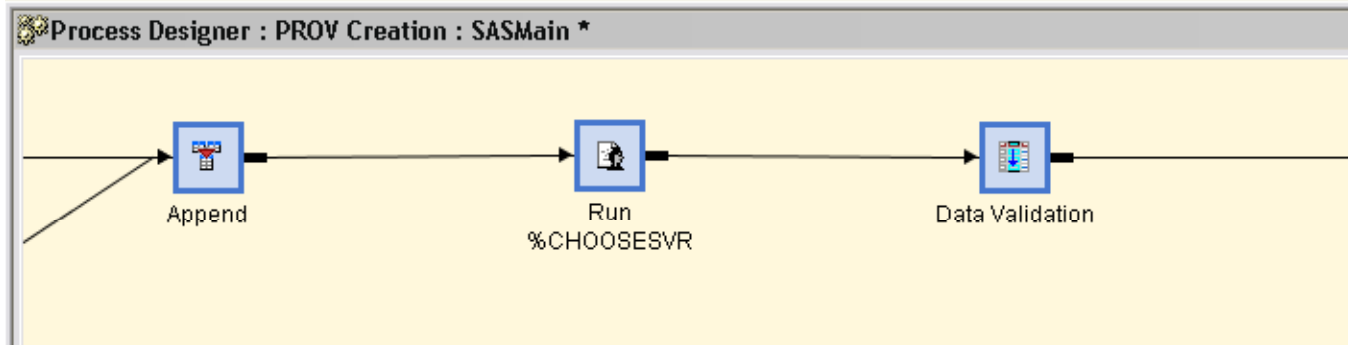 Process Designer : PROV Creation : SASMain *
Append
Run
%CHOOSESVR
Data Validation